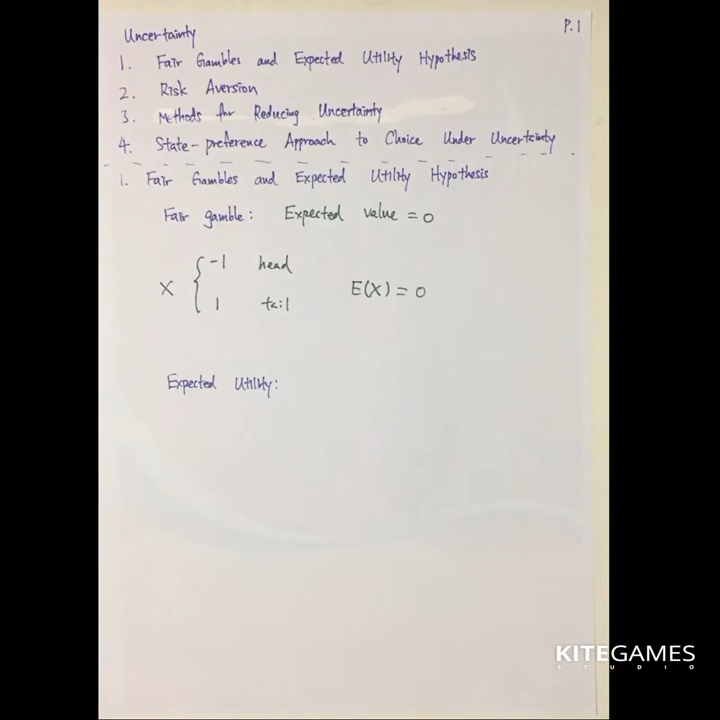 P.1
Uncertainty
1. Fair Gambles and Expected Utility Hypothesis
2. Risk Aversion
3. Methods for Reducing Uncertainty
4. State-preference Approach to Choice Under Uncertainty
1. Fair Gambles and Expected Utility Hypothesis
Fair gamble: Expected value = 0
X { -1 head
1 tail
E(X) = 0
Expected Utility:
KITEGAMES
STUDIO